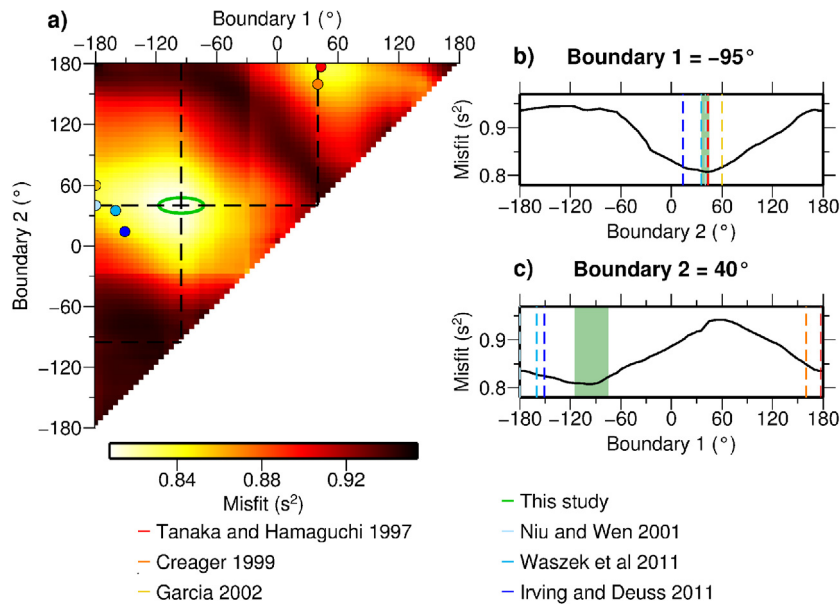 a)
Boundary 1 (°)
−180 −120 −60 0 60 120 180
180
120
60
0
−60
−120
−180
Boundary 2 (°)
0.84 0.88 0.92
Misfit (s²)
b) Boundary 1 = −95°
Misfit (s²)
0.9
0.8
−180 −120 −60 0 60 120 180
Boundary 2 (°)
c) Boundary 2 = 40°
Misfit (s²)
0.9
0.8
−180 −120 −60 0 60 120 180
Boundary 1 (°)
Tanaka and Hamaguchi 1997
Creager 1999
Garcia 2002
This study
Niu and Wen 2001
Waszek et al 2011
Irving and Deuss 2011